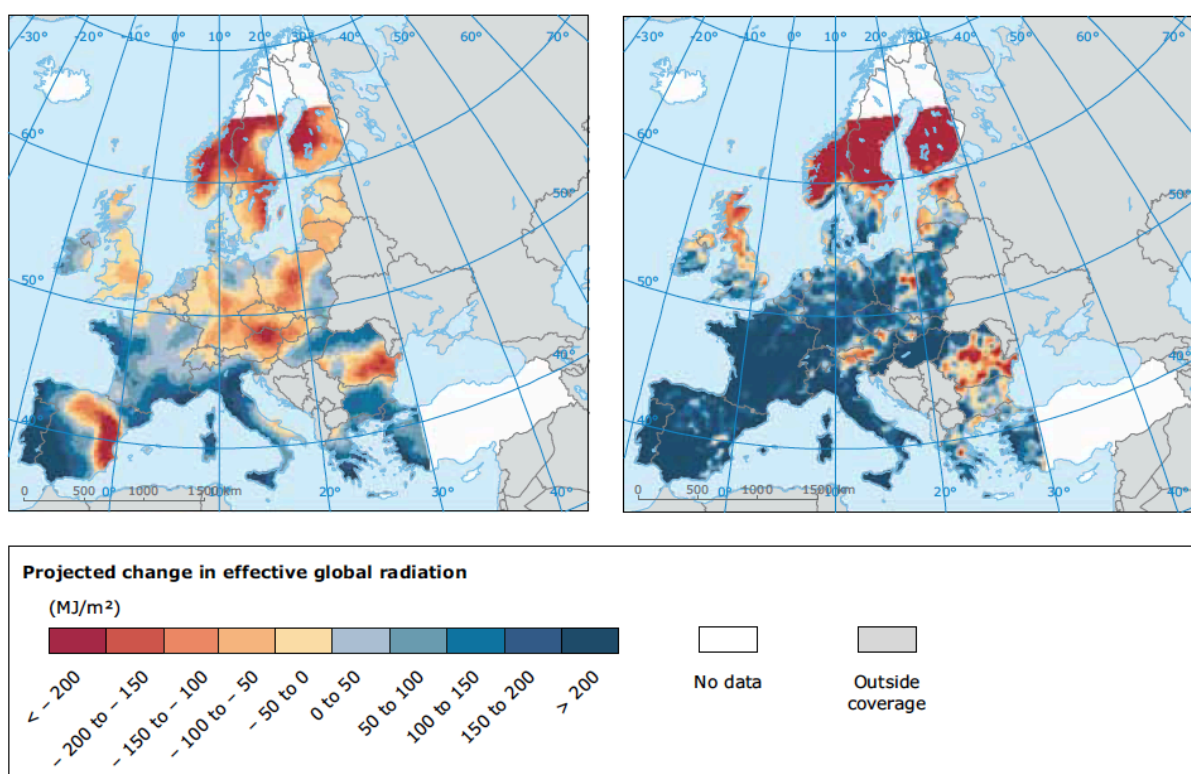 -30° -20° -10° 0° 10° 20° 30° 40° 50° 60° 70°
60°
50°
50°
40°
40°
0 500 0° 1000 1500 km 10° 20° 30° 40°
-30° -20° -10° 0° 10° 20° 30° 40° 50° 60° 70°
60°
50°
50°
40°
40°
0 500 0° 1000 1500 km 10° 20° 30° 40°
Projected change in effective global radiation
(MJ/m²)
< – 200
– 200 to – 150
– 150 to – 100
– 100 to – 50
– 50 to 0
0 to 50
50 to 100
100 to 150
150 to 200
> 200
No data
Outside
coverage